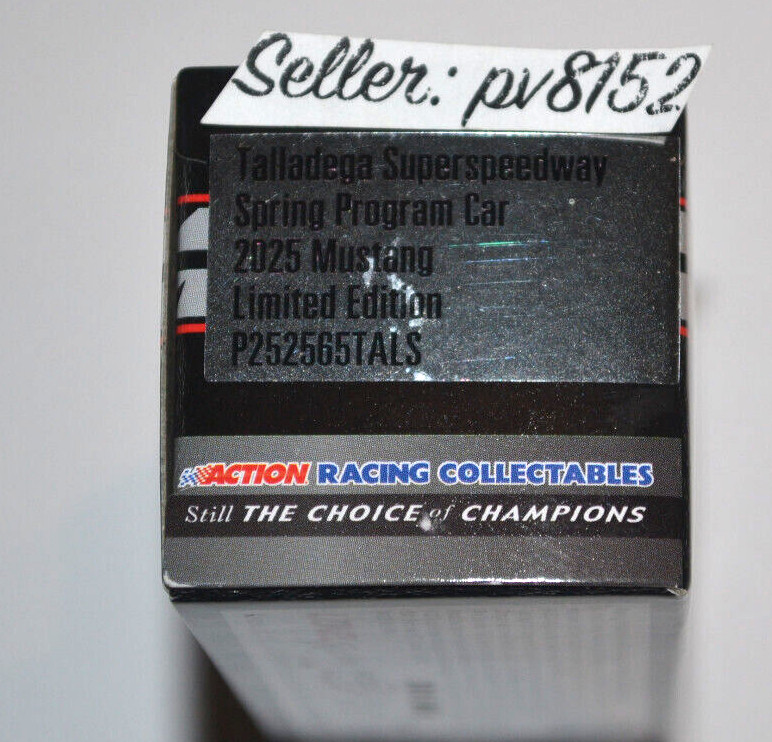 Seller: pv8152
Talladega Superspeedway
Spring Program Car
2025 Mustang
Limited Edition
P252565TALS
ACTION RACING COLLECTABLES
Still THE CHOICE of CHAMPIONS